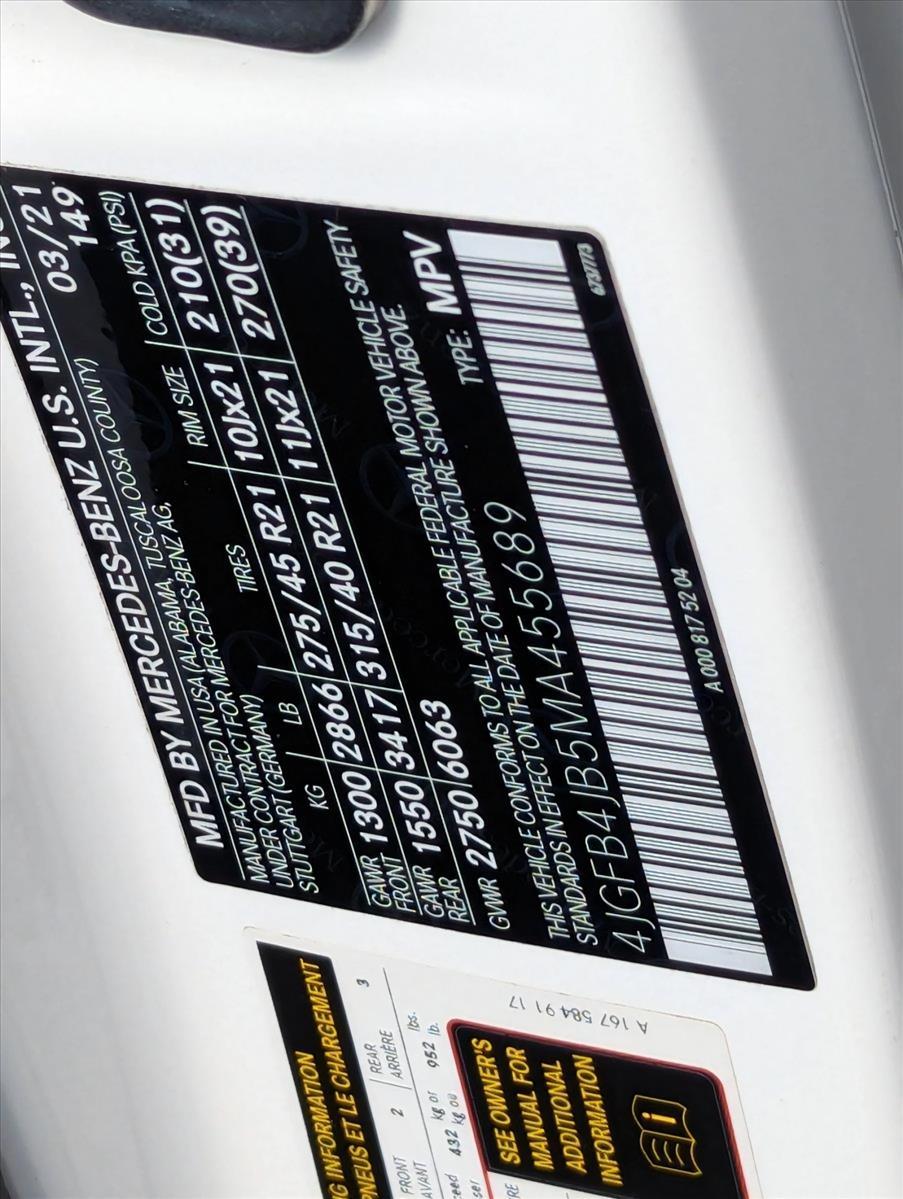 MFD BY MERCEDES-BENZ U.S. INTL.,
MANUFACTURED IN USA (ALABAMA, TUSCALOOSA COUNTY) 03/21
UNDER CONTRACT FOR MERCEDES-BENZ AG, 149
STUTTGART (GERMANY)
KG LB TIRES RIM SIZE COLD KPA (PSI)
GAWR FRONT 1300 2866 275/45 R21 10Jx21 210(31)
GAWR REAR 1550 3417 315/40 R21 11Jx21 270(39)
GVWR 2750 6063
THIS VEHICLE CONFORMS TO ALL APPLICABLE FEDERAL MOTOR VEHICLE SAFETY
STANDARDS IN EFFECT ON THE DATE OF MANUFACTURE SHOWN ABOVE.
4JGFB4JB5MA455689 TYPE: MPV
A 000 817 52 04
INFORMATION
PNEUS ET LE CHARGEMENT
FRONT 2 REAR 3
AVANT ARRIÈRE
432 kg or 952 lbs.
kg ou lb.
SEE OWNER'S
MANUAL FOR
ADDITIONAL
INFORMATION
A 167 584 91 17